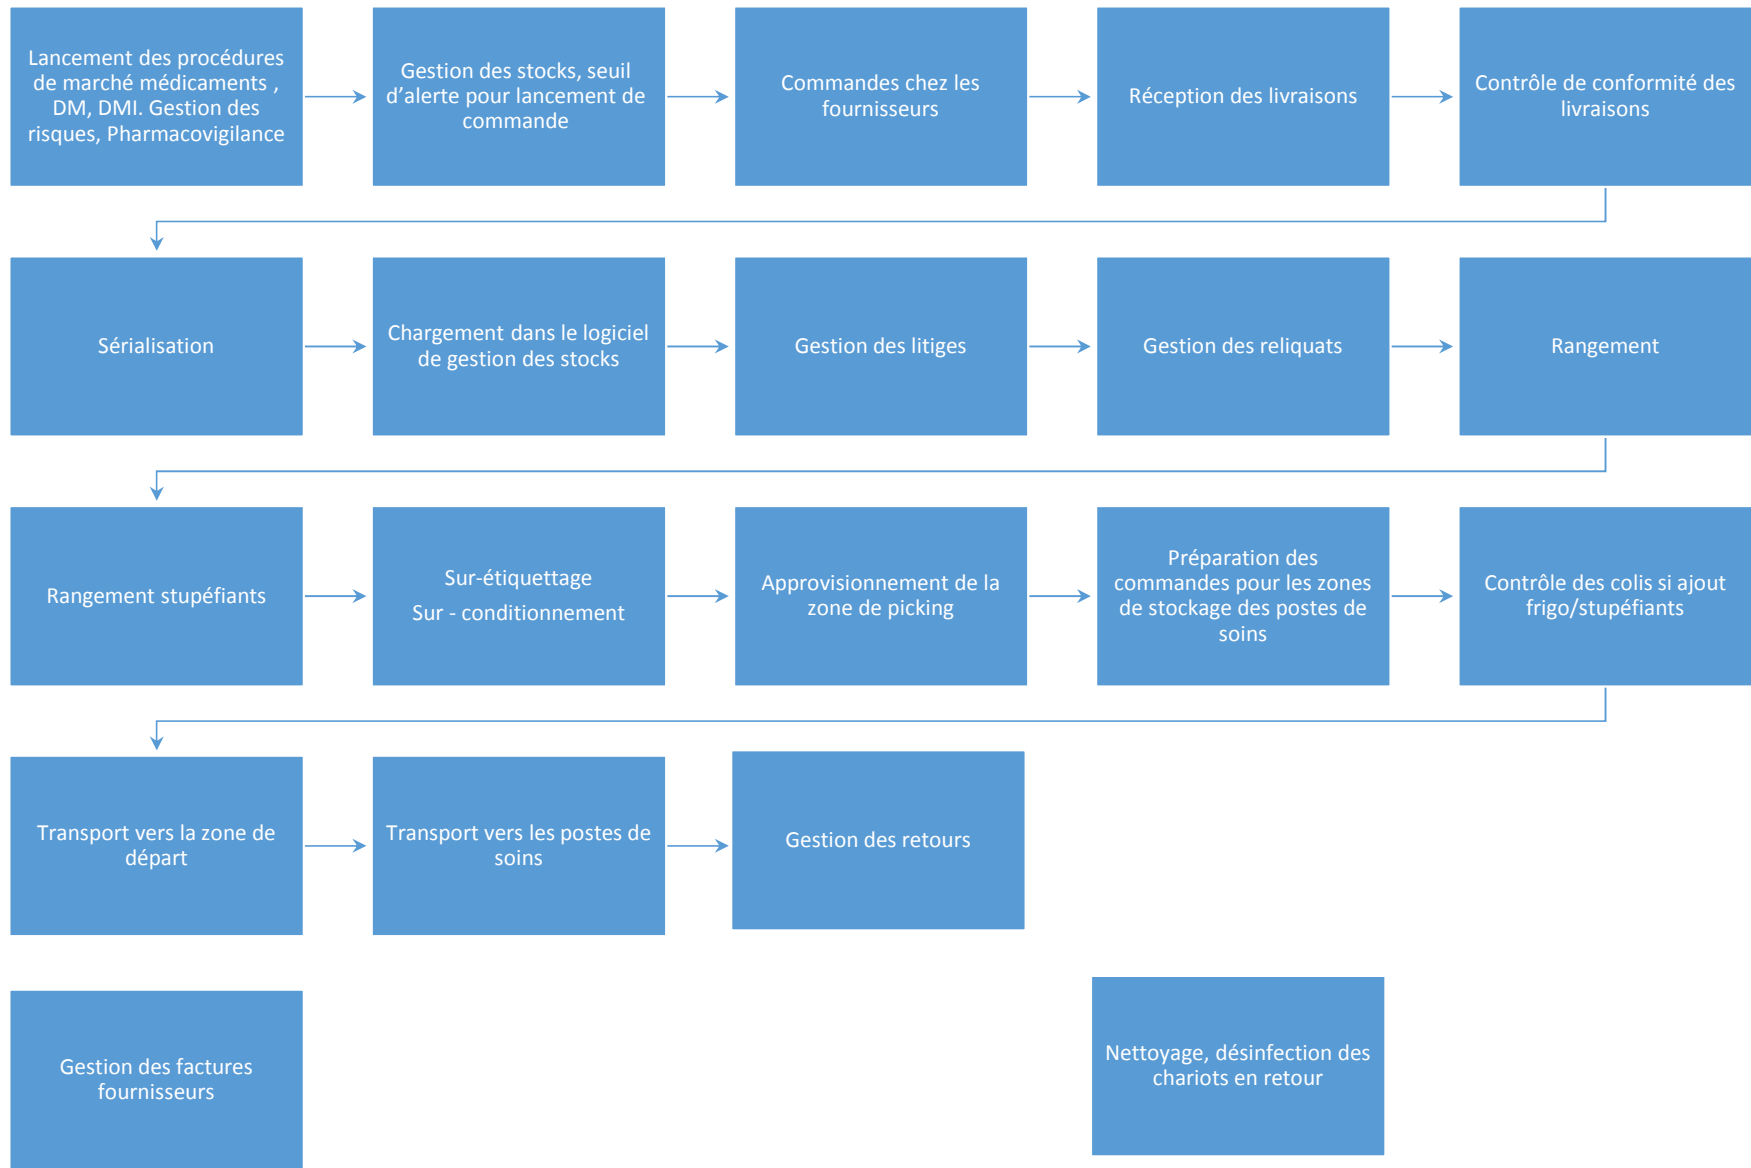 Lancement des procédures
de marché médicaments ,
DM, DMI. Gestion des
risques, Pharmacovigilance
Gestion des stocks, seuil
d’alerte pour lancement de
commande
Commandes chez les
fournisseurs
Réception des livraisons
Contrôle de conformité des
livraisons
Sérialisation
Chargement dans le logiciel
de gestion des stocks
Gestion des litiges
Gestion des reliquats
Rangement
Rangement stupéfiants
Sur-étiquettage
Sur - conditionnement
Approvisionnement de la
zone de picking
Préparation des
commandes pour les zones
de stockage des postes de
soins
Contrôle des colis si ajout
frigo/stupéfiants
Transport vers la zone de
départ
Transport vers les postes de
soins
Gestion des retours
Gestion des factures
fournisseurs
Nettoyage, désinfection des
chariots en retour